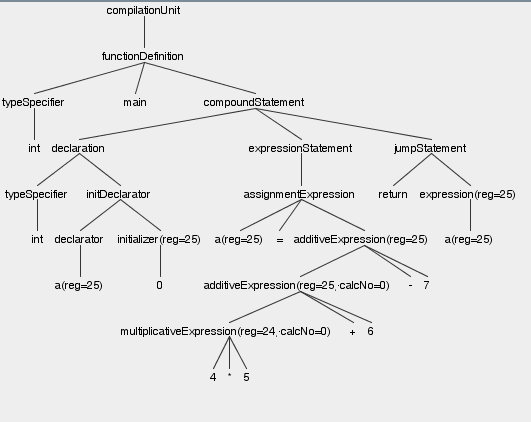 compilationUnit
functionDefinition
typeSpecifier main compoundStatement
int declaration expressionStatement jumpStatement
typeSpecifier initDeclarator assignmentExpression return expression(reg=25)
int declarator initializer(reg=25) a(reg=25) = additiveExpression(reg=25) a(reg=25)
a(reg=25) 0 additiveExpression(reg=25,·calcNo=0) - 7
multiplicativeExpression(reg=24,·calcNo=0) + 6
4 * 5